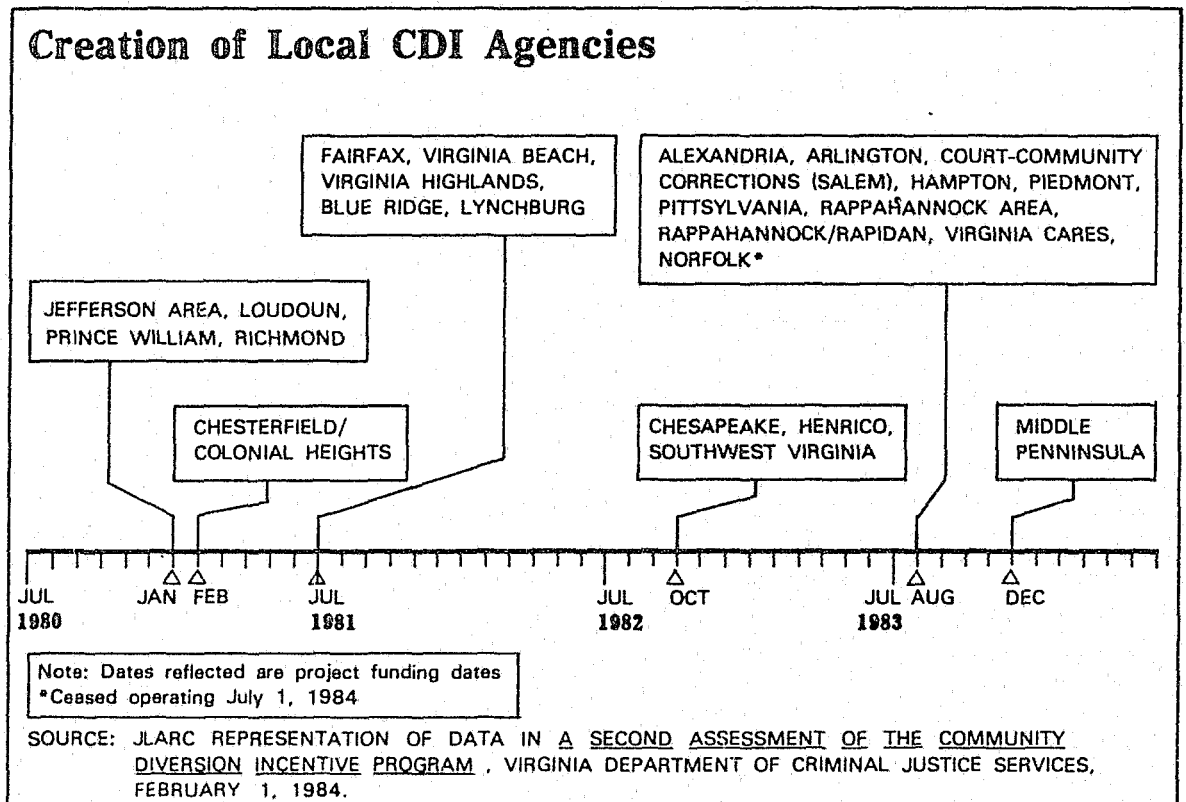 Creation of Local CDI Agencies
FAIRFAX, VIRGINIA BEACH,
VIRGINIA HIGHLANDS,
BLUE RIDGE, LYNCHBURG
ALEXANDRIA, ARLINGTON, COURT-COMMUNITY
CORRECTIONS (SALEM), HAMPTON, PIEDMONT,
PITTSYLVANIA, RAPPAHANNOCK AREA,
RAPPAHANNOCK/RAPIDAN, VIRGINIA CARES,
NORFOLK*
JEFFERSON AREA, LOUDOUN,
PRINCE WILLIAM, RICHMOND
CHESTERFIELD/
COLONIAL HEIGHTS
CHESAPEAKE, HENRICO,
SOUTHWEST VIRGINIA
MIDDLE
PENNINSULA
JUL JAN FEB JUL JUL OCT JUL AUG DEC
1980 1981 1982 1983
Note: Dates reflected are project funding dates
*Ceased operating July 1, 1984
SOURCE: JLARC REPRESENTATION OF DATA IN A SECOND ASSESSMENT OF THE COMMUNITY
DIVERSION INCENTIVE PROGRAM , VIRGINIA DEPARTMENT OF CRIMINAL JUSTICE SERVICES,
FEBRUARY 1, 1984.